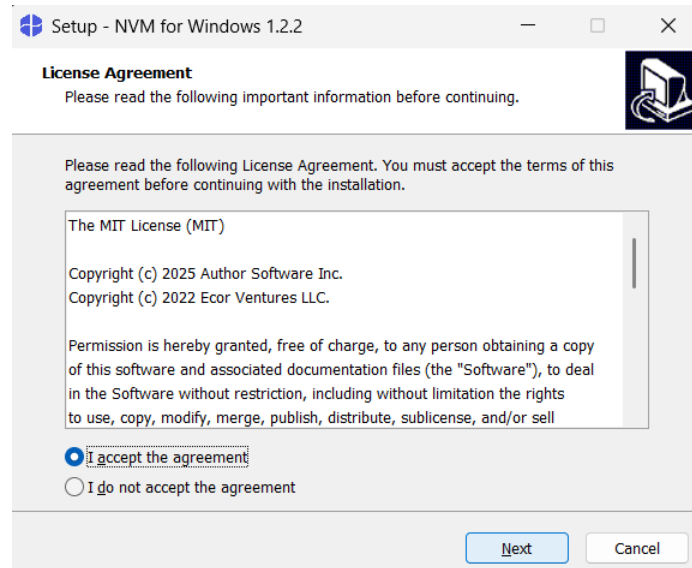 Setup - NVM for Windows 1.2.2
License Agreement
Please read the following important information before continuing.
Please read the following License Agreement. You must accept the terms of this
agreement before continuing with the installation.
The MIT License (MIT)
Copyright (c) 2025 Author Software Inc.
Copyright (c) 2022 Ecor Ventures LLC.
Permission is hereby granted, free of charge, to any person obtaining a copy
of this software and associated documentation files (the "Software"), to deal
in the Software without restriction, including without limitation the rights
to use, copy, modify, merge, publish, distribute, sublicense, and/or sell
I accept the agreement
I do not accept the agreement
Next Cancel